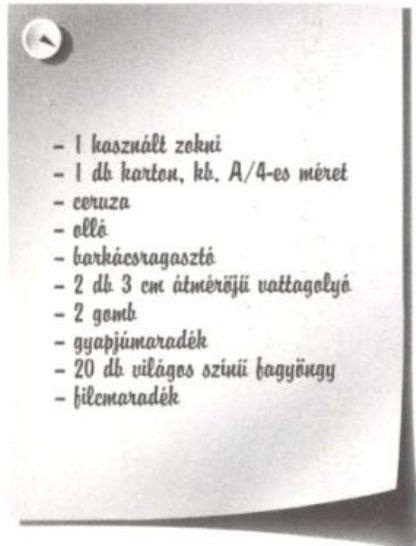 - 1 használt zokni
- 1 db karton, kb. A/4-es méret
- ceruza
- olló
- barkácsragasztó
- 2 db 3 cm átmérőjű vattagolyó
- 2 gomb
- gyapjúmaradék
- 20 db világos színű fagyöngy
- filcmaradék